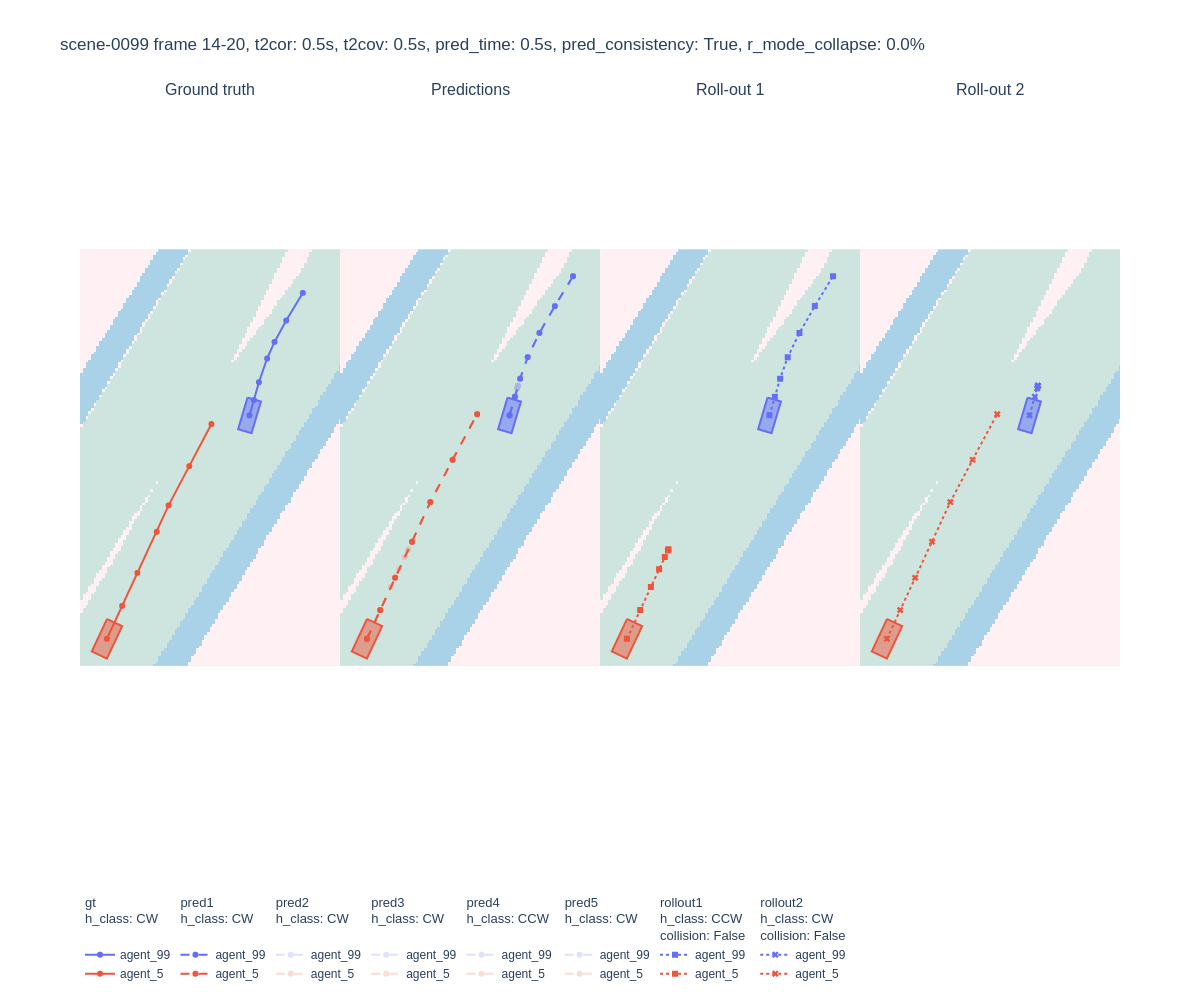 scene-0099 frame 14-20, t2cor: 0.5s, t2cov: 0.5s, pred_time: 0.5s, pred_consistency: True, r_mode_collapse: 0.0%
Ground truth
Predictions
Roll-out 1
Roll-out 2
gt
h_class: CW
agent_99
agent_5
pred1
h_class: CW
agent_99
agent_5
pred2
h_class: CW
agent_99
agent_5
pred3
h_class: CW
agent_99
agent_5
pred4
h_class: CCW
agent_99
agent_5
pred5
h_class: CW
agent_99
agent_5
rollout1
h_class: CCW
collision: False
agent_99
agent_5
rollout2
h_class: CW
collision: False
agent_99
agent_5